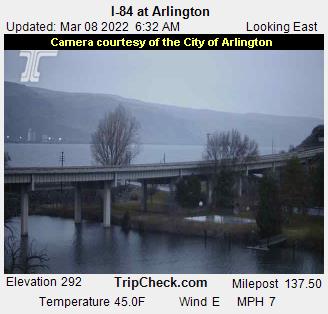 I-84 at Arlington
Updated: Mar 08 2022 6:32 AM Looking East
Camera courtesy of the City of Arlington
Elevation 292 TripCheck.com Milepost 137.50
Temperature 45.0F Wind E MPH 7